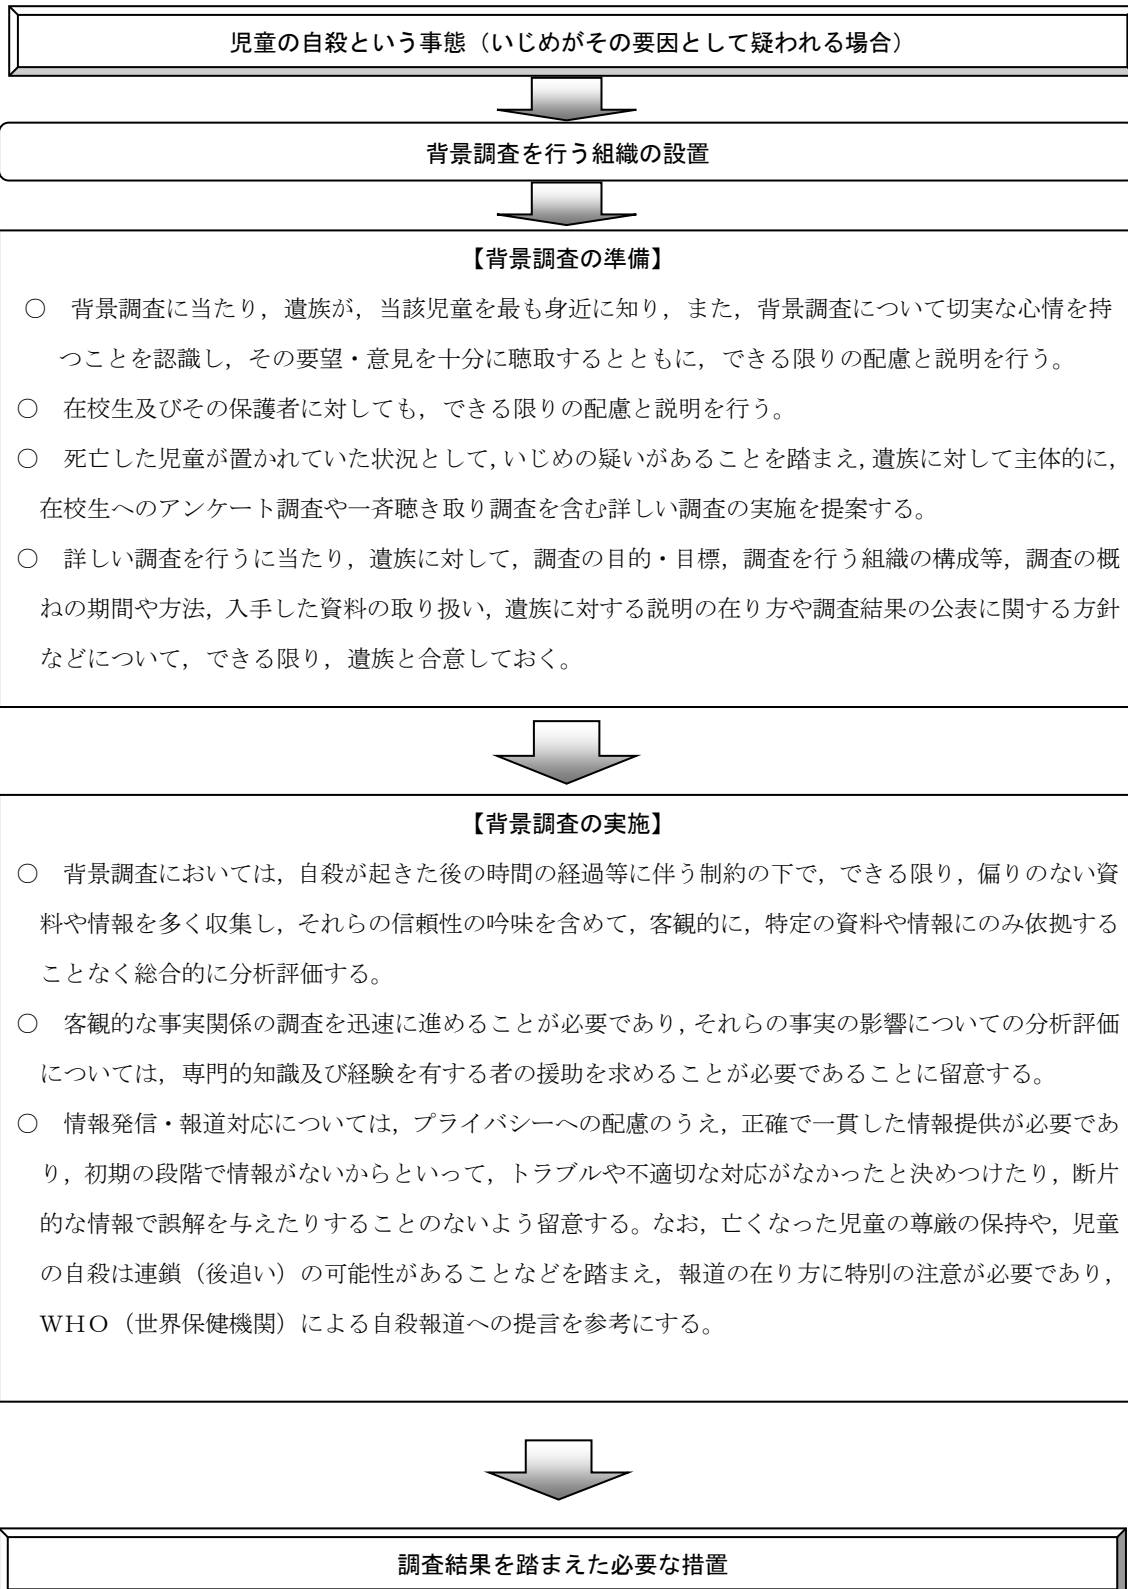 児童の自殺という事態（いじめがその要因として疑われる場合）
背景調査を行う組織の設置
【背景調査の準備】
○　背景調査に当たり，遺族が，当該児童を最も身近に知り，また，背景調査について切実な心情を持
つことを認識し，その要望・意見を十分に聴取するとともに，できる限りの配慮と説明を行う。
○　在校生及びその保護者に対しても，できる限りの配慮と説明を行う。
○　死亡した児童が置かれていた状況として，いじめの疑いがあることを踏まえ，遺族に対して主体的に，
在校生へのアンケート調査や一斉聴き取り調査を含む詳しい調査の実施を提案する。
○　詳しい調査を行うに当たり，遺族に対して，調査の目的・目標，調査を行う組織の構成等，調査の概
ねの期間や方法，入手した資料の取り扱い，遺族に対する説明の在り方や調査結果の公表に関する方針
などについて，できる限り，遺族と合意しておく。
【背景調査の実施】
○　背景調査においては，自殺が起きた後の時間の経過等に伴う制約の下で，できる限り，偏りのない資
料や情報を多く収集し，それらの信頼性の吟味を含めて，客観的に，特定の資料や情報にのみ依拠する
ことなく総合的に分析評価する。
○　客観的な事実関係の調査を迅速に進めることが必要であり，それらの事実の影響についての分析評価
については，専門的知識及び経験を有する者の援助を求めることが必要であることに留意する。
○　情報発信・報道対応については，プライバシーへの配慮のうえ，正確で一貫した情報提供が必要であ
り，初期の段階で情報がないからといって，トラブルや不適切な対応がなかったと決めつけたり，断片
的な情報で誤解を与えたりすることのないよう留意する。なお，亡くなった児童の尊厳の保持や，児童
の自殺は連鎖（後追い）の可能性があることなどを踏まえ，報道の在り方に特別の注意が必要であり，
ＷＨＯ（世界保健機関）による自殺報道への提言を参考にする。
調査結果を踏まえた必要な措置